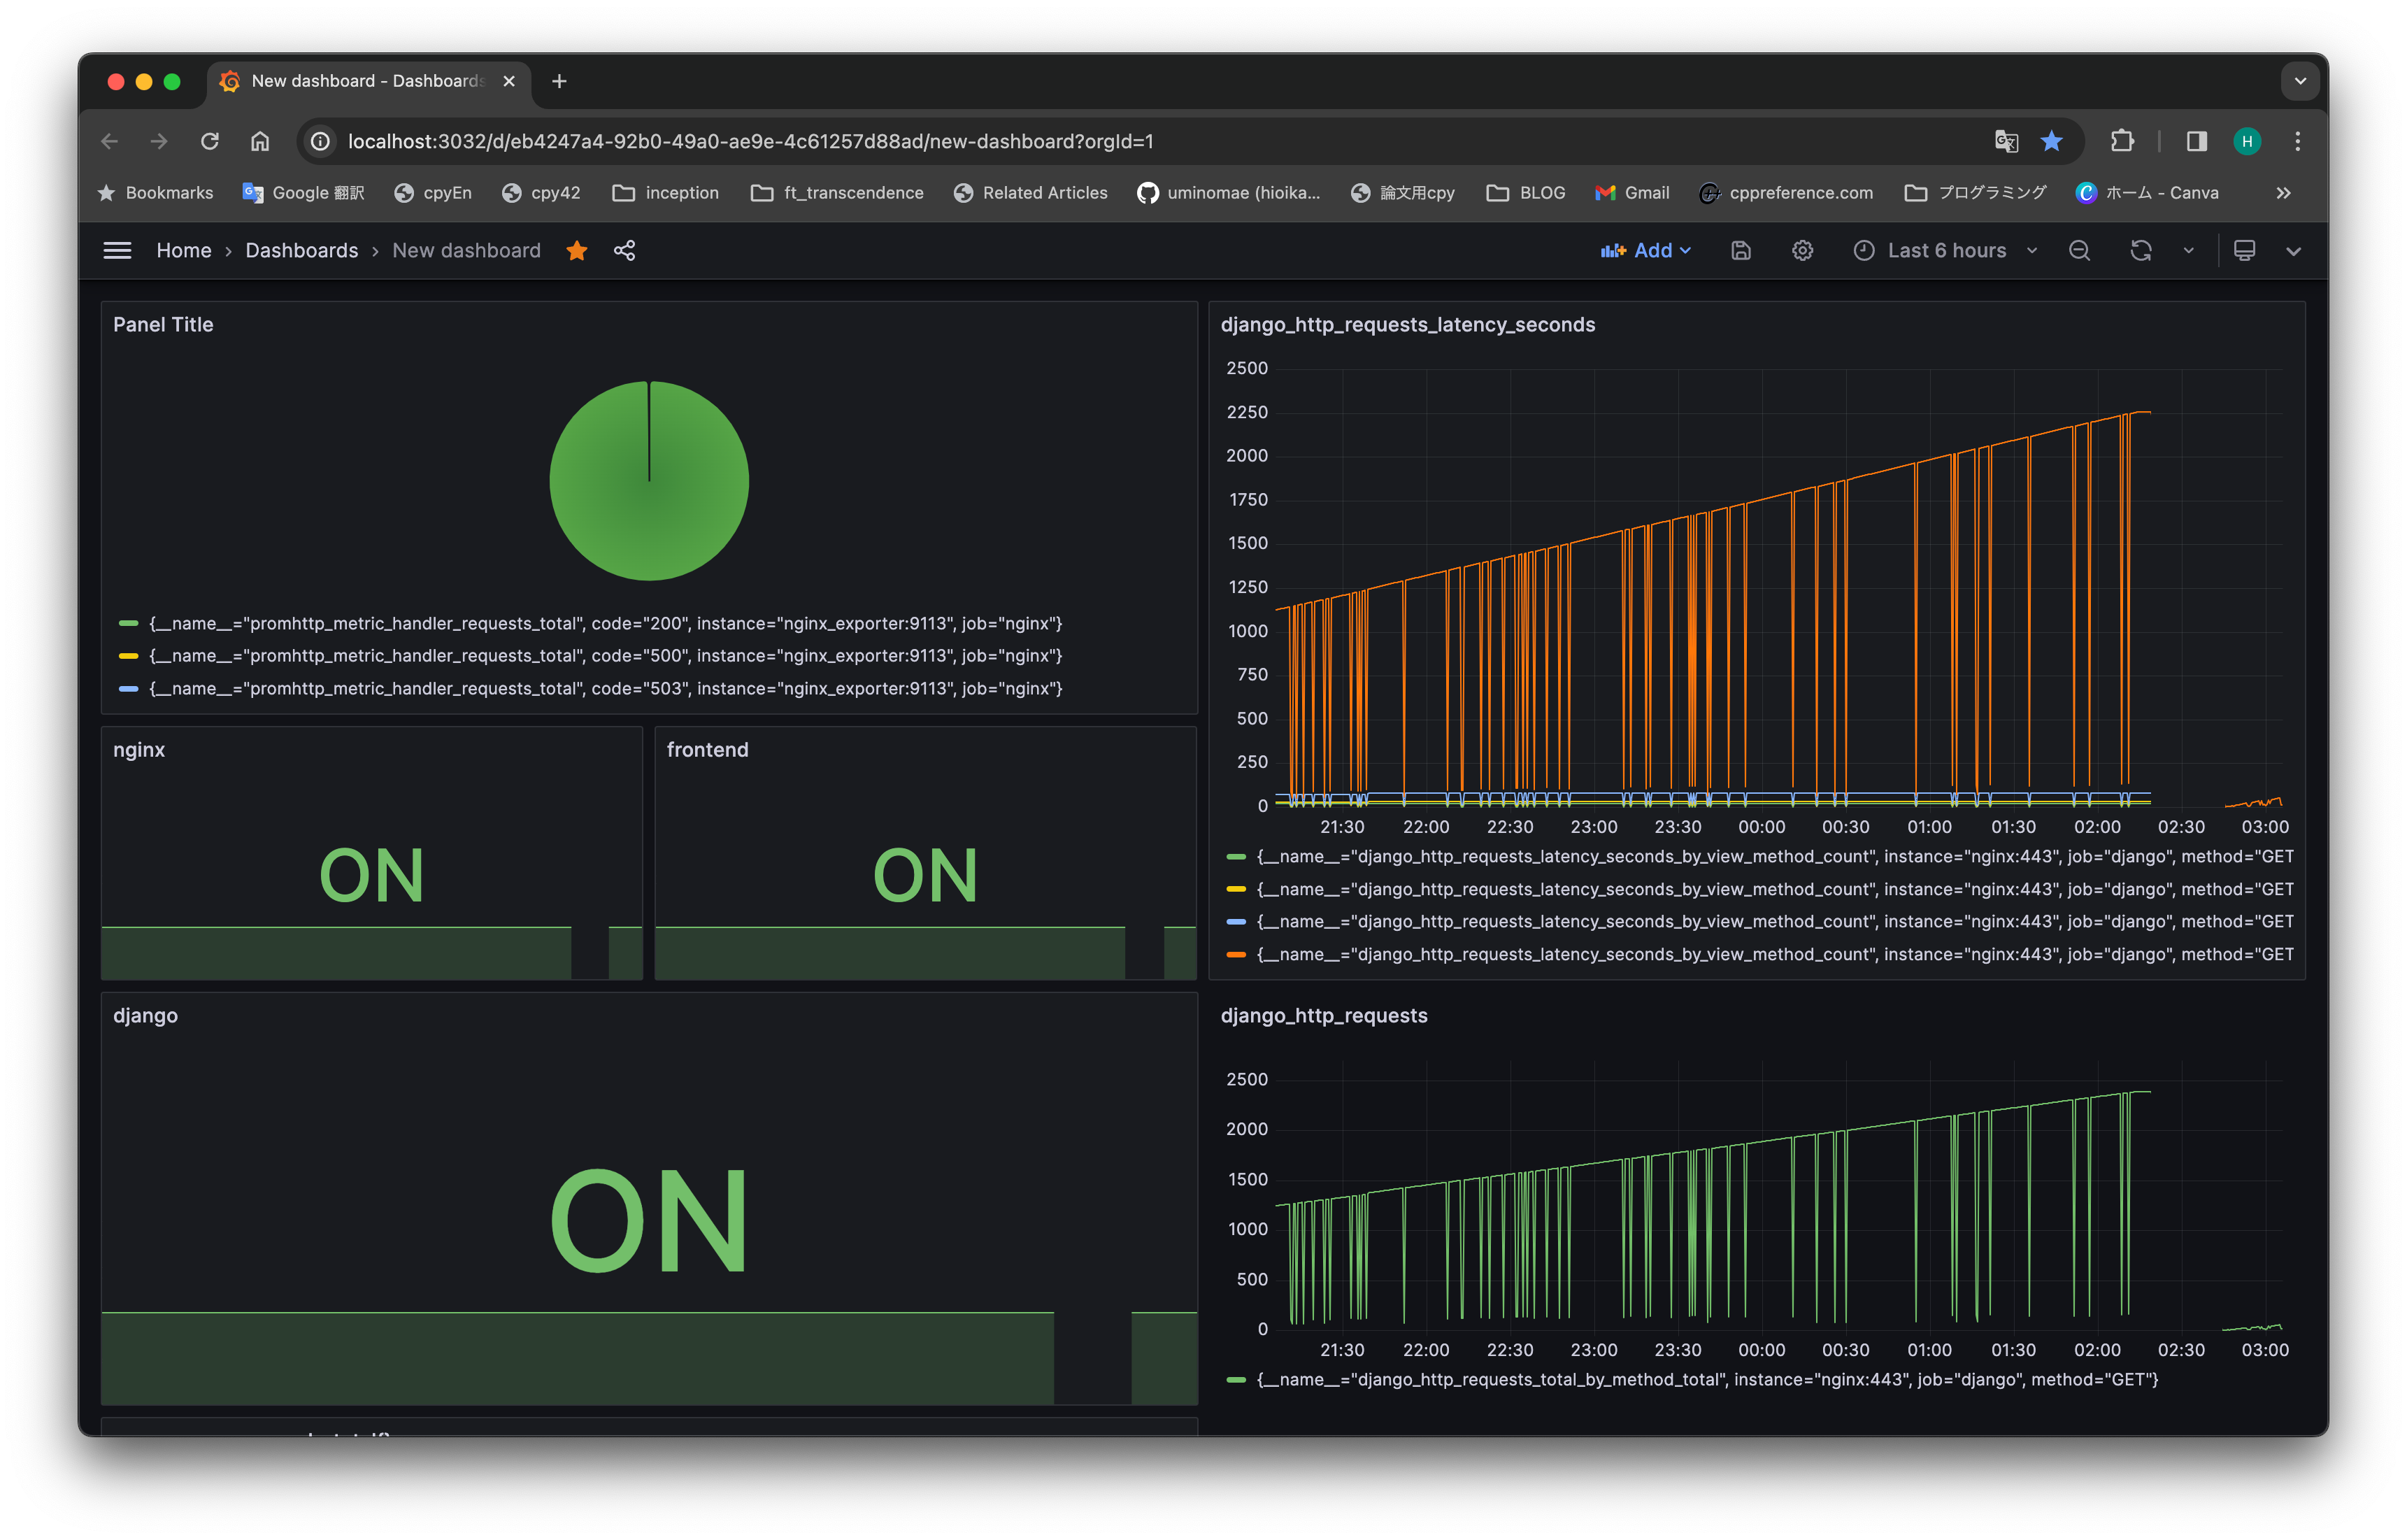 New dashboard - Dashboards
localhost:3032/d/eb4247a4-92b0-49a0-ae9e-4c61257d88ad/new-dashboard?orgId=1
H
Bookmarks Google 翻訳 cpyEn cpy42 inception ft_transcendence Related Articles uminomae (hioika... 論文用cpy BLOG Gmail cppreference.com プログラミング ホーム - Canva
Home › Dashboards › New dashboard Add Last 6 hours
Panel Title
{__name__="promhttp_metric_handler_requests_total", code="200", instance="nginx_exporter:9113", job="nginx"}
{__name__="promhttp_metric_handler_requests_total", code="500", instance="nginx_exporter:9113", job="nginx"}
{__name__="promhttp_metric_handler_requests_total", code="503", instance="nginx_exporter:9113", job="nginx"}
django_http_requests_latency_seconds
2500
2250
2000
1750
1500
1250
1000
750
500
250
0
21:30 22:00 22:30 23:00 23:30 00:00 00:30 01:00 01:30 02:00 02:30 03:00
{__name__="django_http_requests_latency_seconds_by_view_method_count", instance="nginx:443", job="django", method="GET
{__name__="django_http_requests_latency_seconds_by_view_method_count", instance="nginx:443", job="django", method="GET
{__name__="django_http_requests_latency_seconds_by_view_method_count", instance="nginx:443", job="django", method="GET
{__name__="django_http_requests_latency_seconds_by_view_method_count", instance="nginx:443", job="django", method="GET
nginx
ON
frontend
ON
django
ON
django_http_requests
2500
2000
1500
1000
500
0
21:30 22:00 22:30 23:00 23:30 00:00 00:30 01:00 01:30 02:00 02:30 03:00
{__name__="django_http_requests_total_by_method_total", instance="nginx:443", job="django", method="GET"}